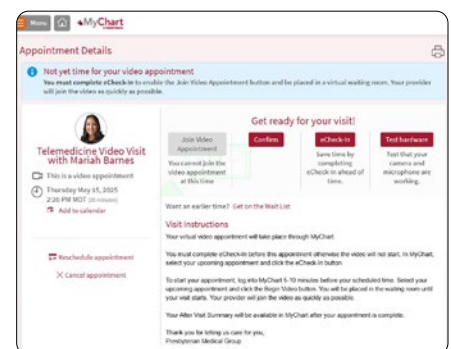 Menu
MyChart
Appointment Details
Not yet time for your video appointment
You must complete eCheck-in to enable the Join Video Appointment button and be placed in a virtual waiting room. Your provider
will join the video as quickly as possible.
Telemedicine Video Visit
with Mariah Barnes
This is a video appointment
Thursday May 15, 2025
2:20 PM MDT (20 minutes)
Add to calendar
Reschedule appointment
Cancel appointment
Get ready for your visit!
Join Video
Appointment
You cannot join the
video appointment
at this time
Confirm
eCheck-in
Save time by
completing
eCheck-in ahead of
time.
Test hardware
Test that your
camera and
microphone are
working.
Want an earlier time? Get on the Wait List
Visit Instructions
Your virtual video appointment will take place through MyChart.
You must complete eCheck-in before this appointment otherwise the video will not start. In MyChart,
select your upcoming appointment and click the eCheck-in button.
To start your appointment, log into MyChart 5-10 minutes before your scheduled time. Select your
upcoming appointment and click the Begin Video button. You will be placed in the waiting room until
your visit starts. Your provider will join the video as quickly as possible.
Your After Visit Summary will be available in MyChart after your appointment is complete.
Thank you for letting us care for you,
Presbyterian Medical Group